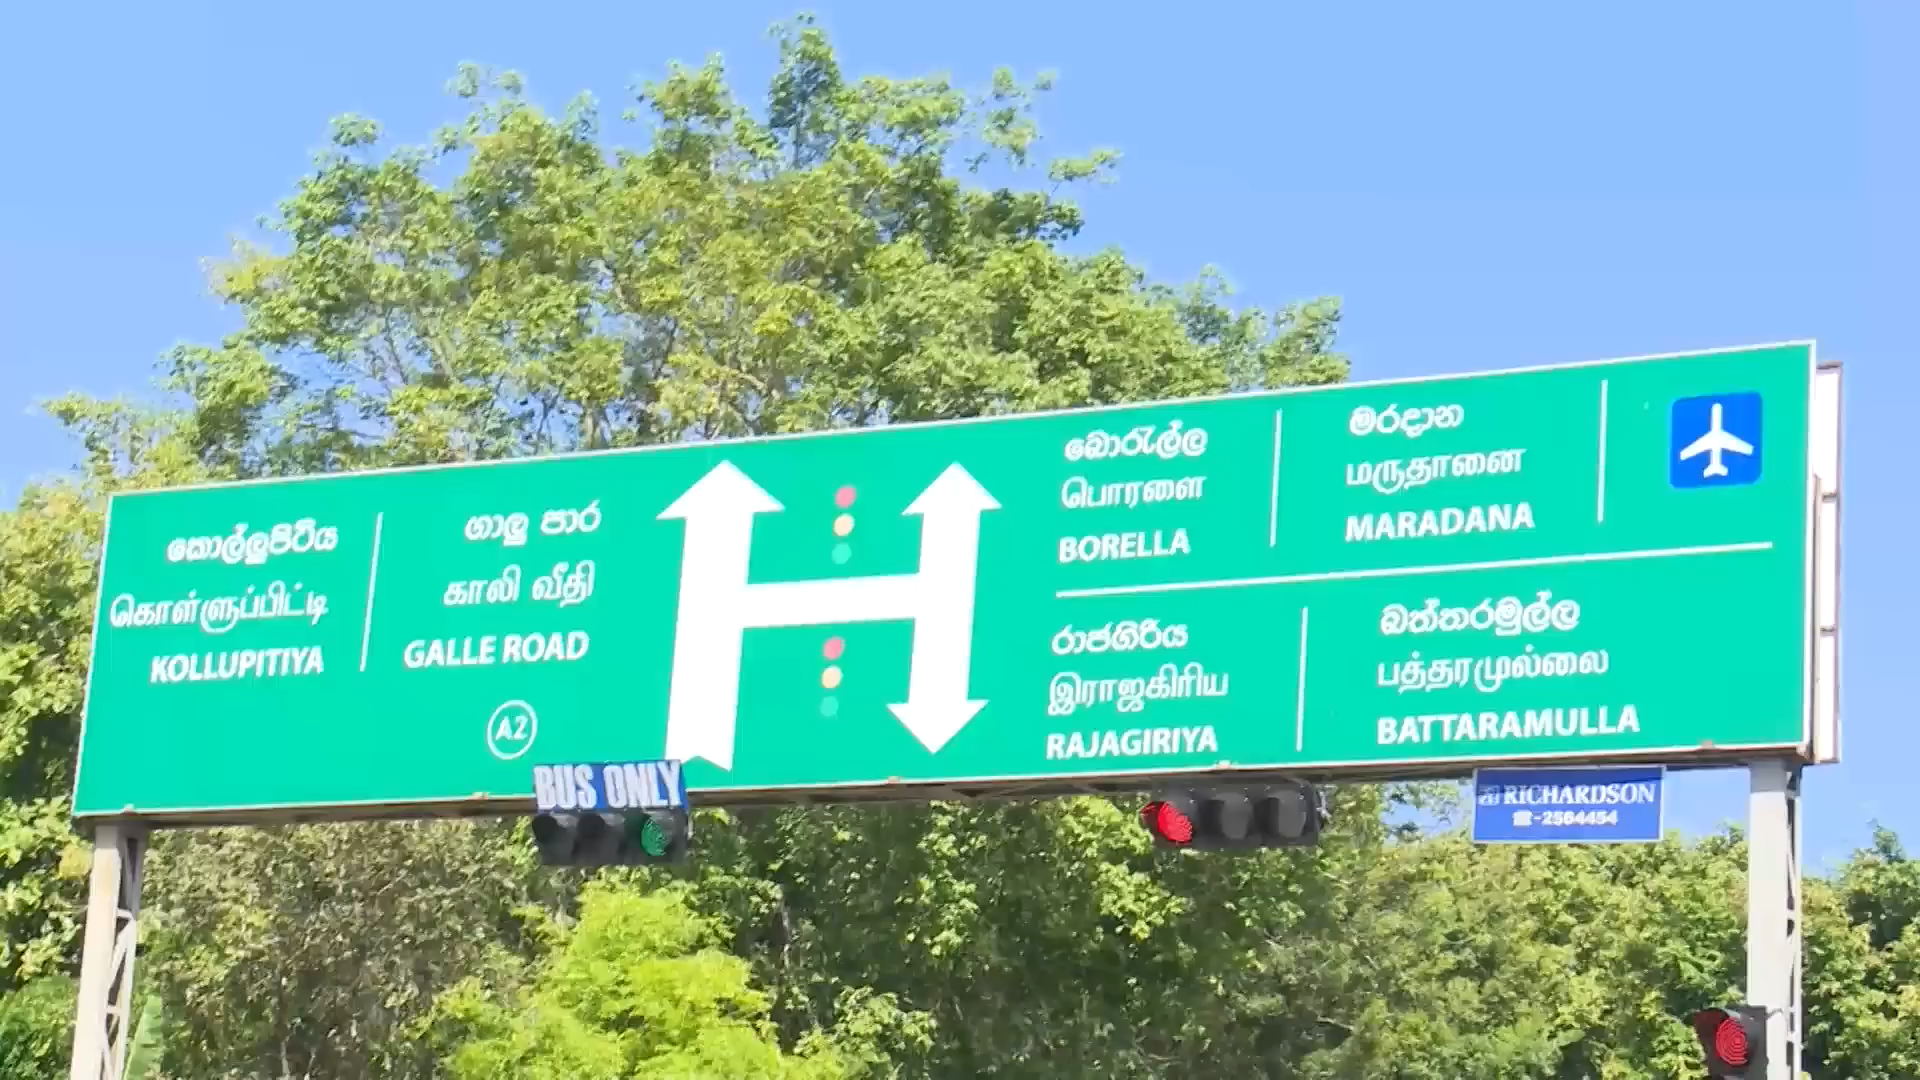 කොල්ලුපිටිය
கொள்ளுப்பிட்டி
KOLLUPITIYA
ගාලු පාර
காலி வீதி
GALLE ROAD
A2
බොරැල්ල
பொரளை
BORELLA
මරදාන
மருதானை
MARADANA
රාජගිරිය
இராஜகிரிய
RAJAGIRIYA
බත්තරමුල්ල
பத்தரமுல்லை
BATTARAMULLA
BUS ONLY
RICHARDSON
☎-2564454